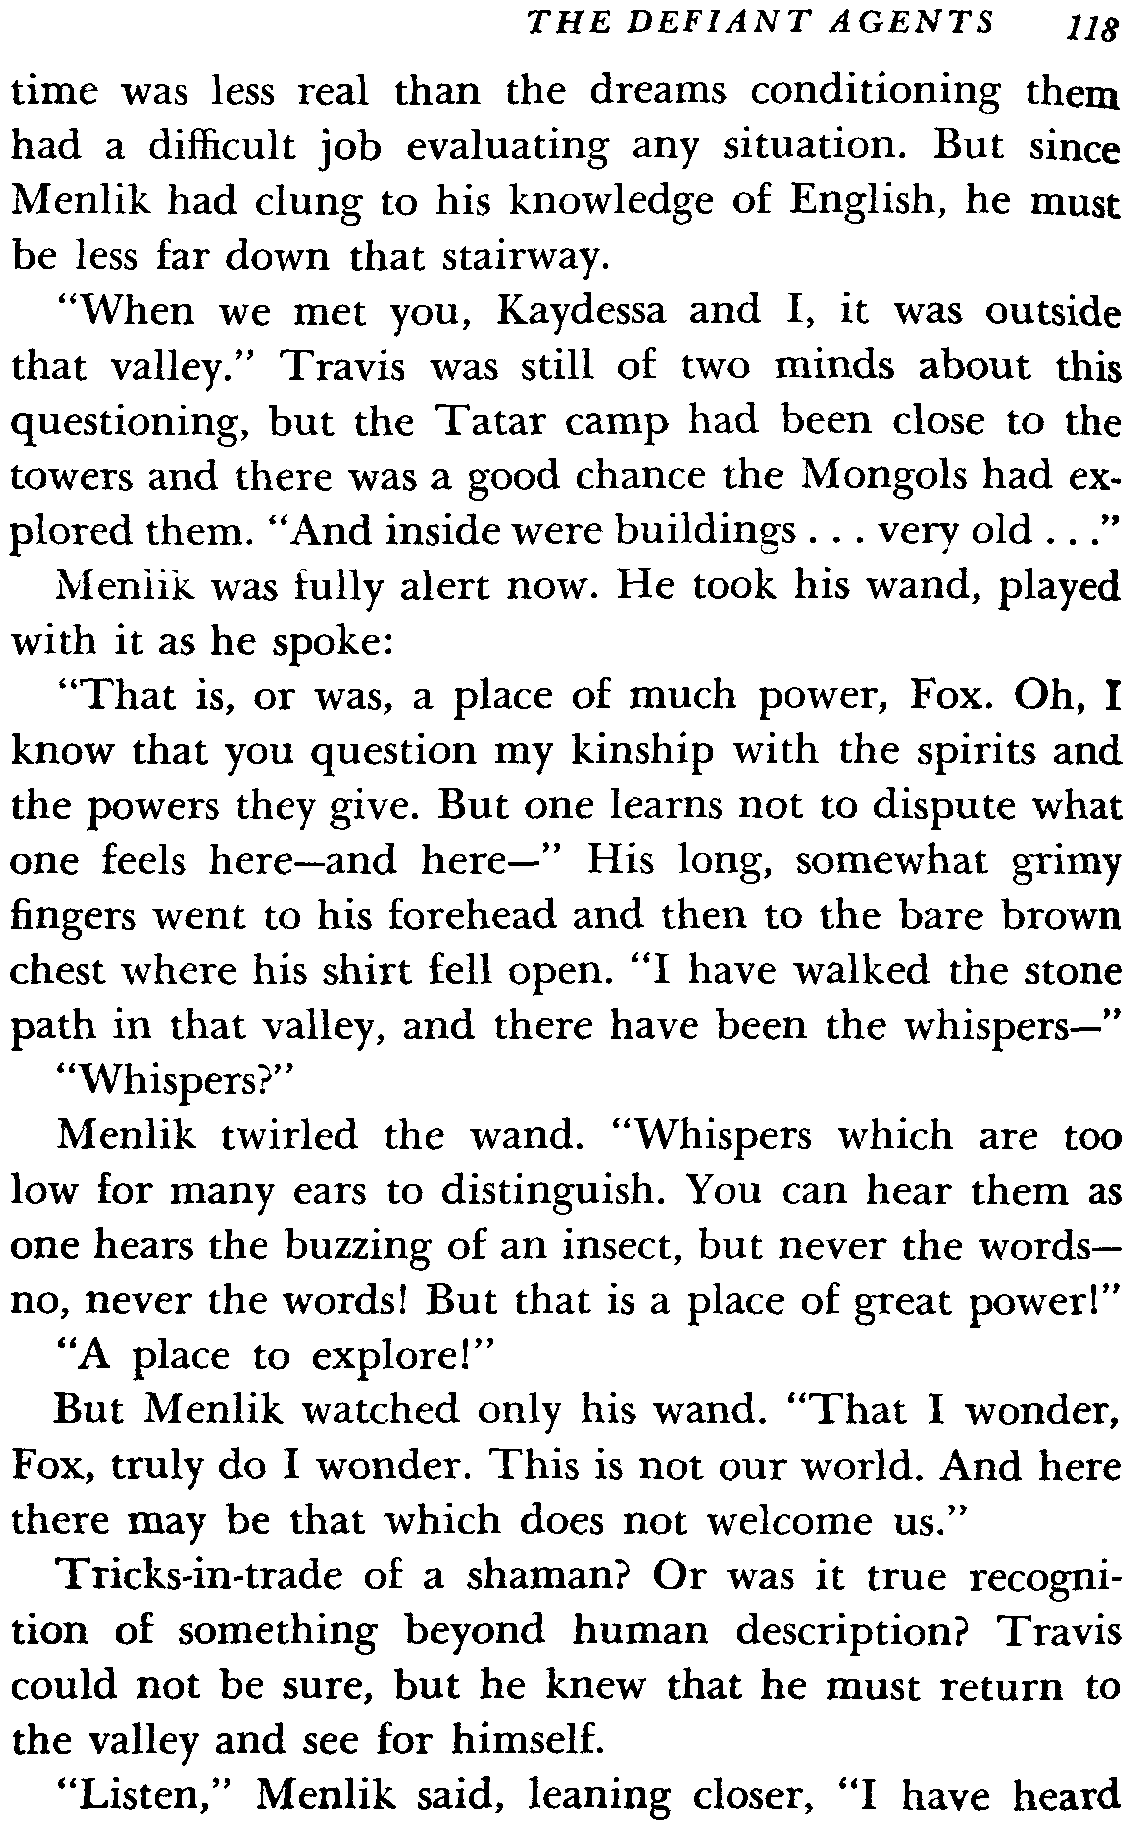 THE DEFIANT AGENTS 118
time was less real than the dreams conditioning them
had a difficult job evaluating any situation. But since
Menlik had clung to his knowledge of English, he must
be less far down that stairway.
“When we met you, Kaydessa and I, it was outside
that valley.” Travis was still of two minds about this
questioning, but the Tatar camp had been close to the
towers and there was a good chance the Mongols had ex-
plored them. “And inside were buildings . . . very old . . .”
Menlik was fully alert now. He took his wand, played
with it as he spoke:
“That is, or was, a place of much power, Fox. Oh, I
know that you question my kinship with the spirits and
the powers they give. But one learns not to dispute what
one feels here—and here—” His long, somewhat grimy
fingers went to his forehead and then to the bare brown
chest where his shirt fell open. “I have walked the stone
path in that valley, and there have been the whispers—”
“Whispers?”
Menlik twirled the wand. “Whispers which are too
low for many ears to distinguish. You can hear them as
one hears the buzzing of an insect, but never the words—
no, never the words! But that is a place of great power!”
“A place to explore!”
But Menlik watched only his wand. “That I wonder,
Fox, truly do I wonder. This is not our world. And here
there may be that which does not welcome us.”
Tricks-in-trade of a shaman? Or was it true recogni-
tion of something beyond human description? Travis
could not be sure, but he knew that he must return to
the valley and see for himself.
“Listen,” Menlik said, leaning closer, “I have heard